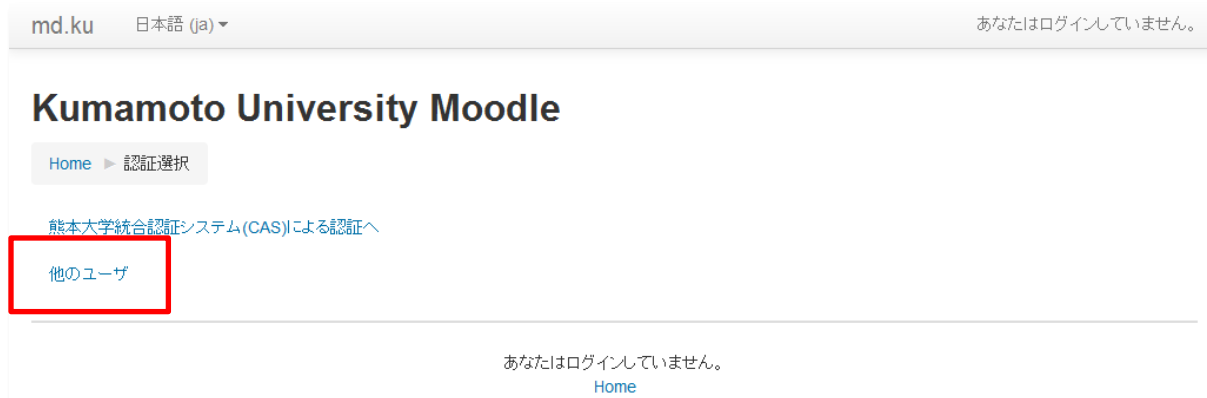 md.ku 日本語 (ja) あなたはログインしていません。
Kumamoto University Moodle
Home ► 認証選択
熊本大学統合認証システム(CAS)による認証へ
他のユーザ
あなたはログインしていません。
Home